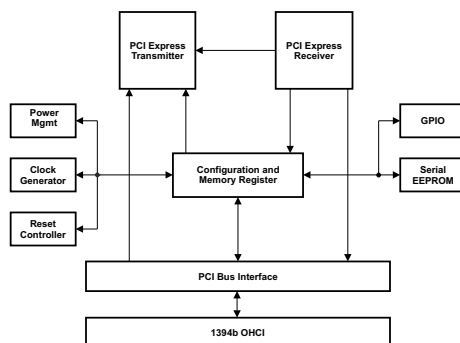 PCI Express
Transmitter
PCI Express
Receiver
Power
Mgmt
GPIO
Clock
Generator
Configuration and
Memory Register
Serial
EEPROM
Reset
Controller
PCI Bus Interface
1394b OHCI